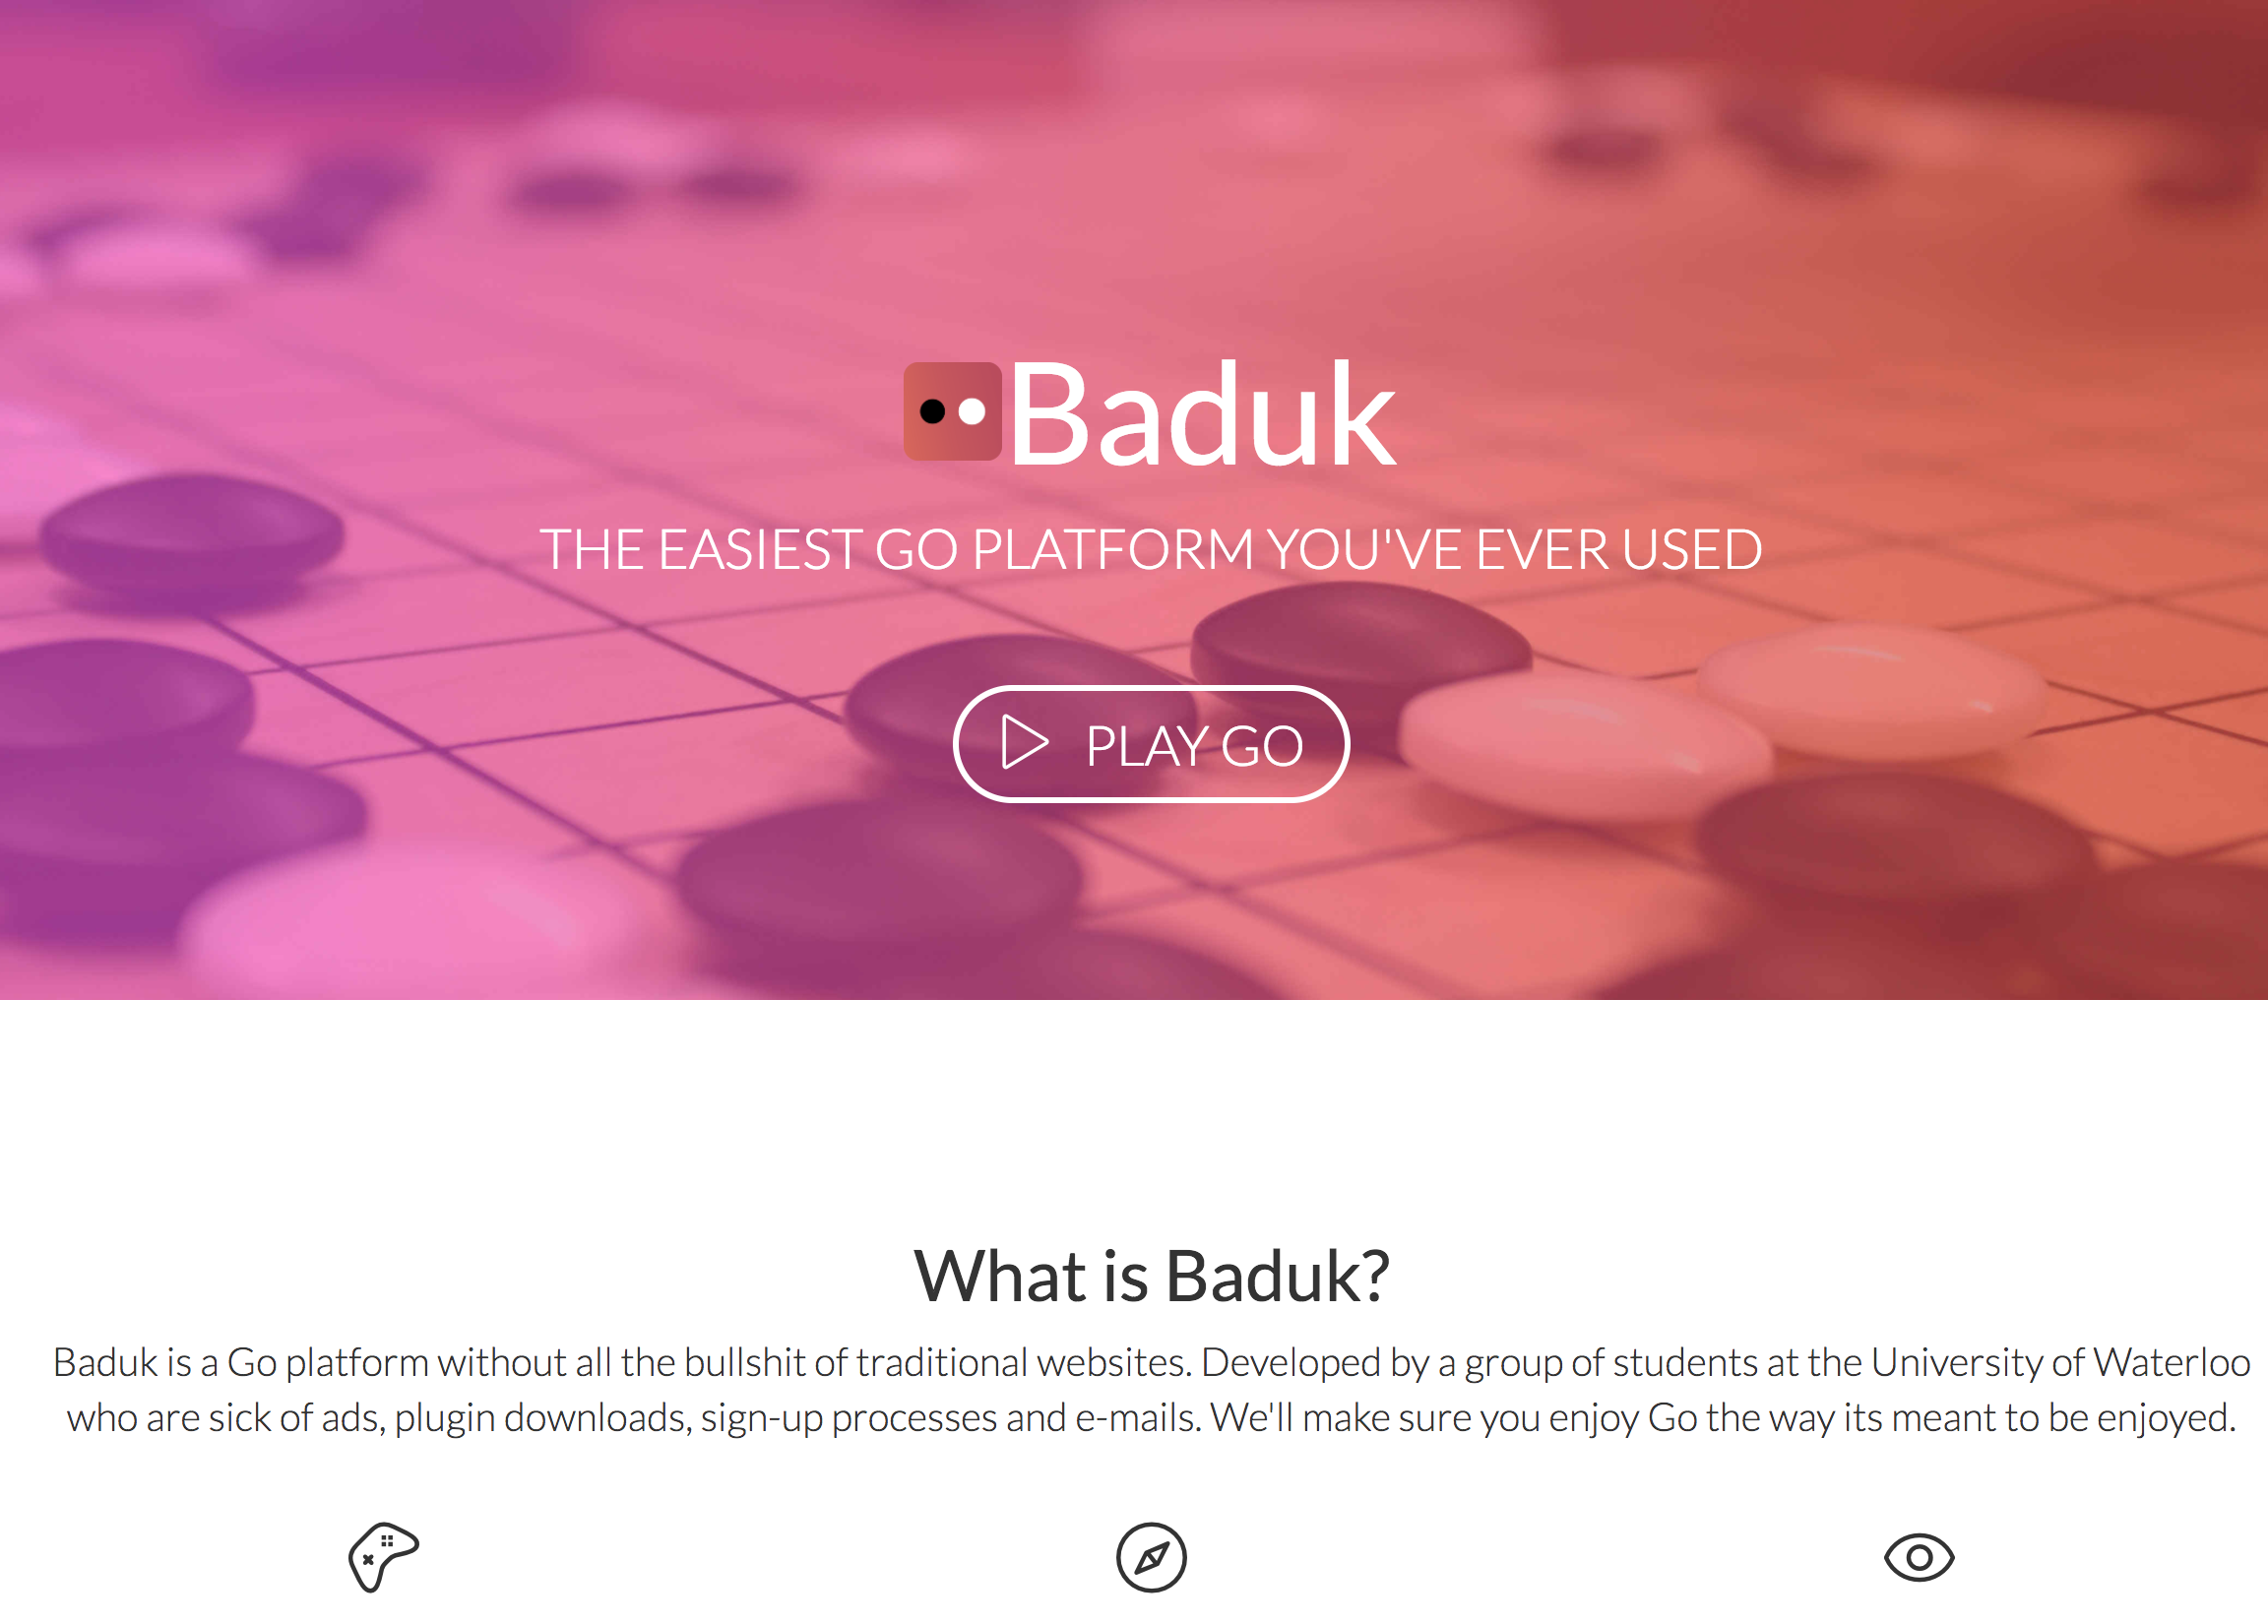 Baduk
THE EASIEST GO PLATFORM YOU'VE EVER USED
PLAY GO
What is Baduk?
Baduk is a Go platform without all the bullshit of traditional websites. Developed by a group of students at the University of Waterloo
who are sick of ads, plugin downloads, sign-up processes and e-mails. We'll make sure you enjoy Go the way its meant to be enjoyed.